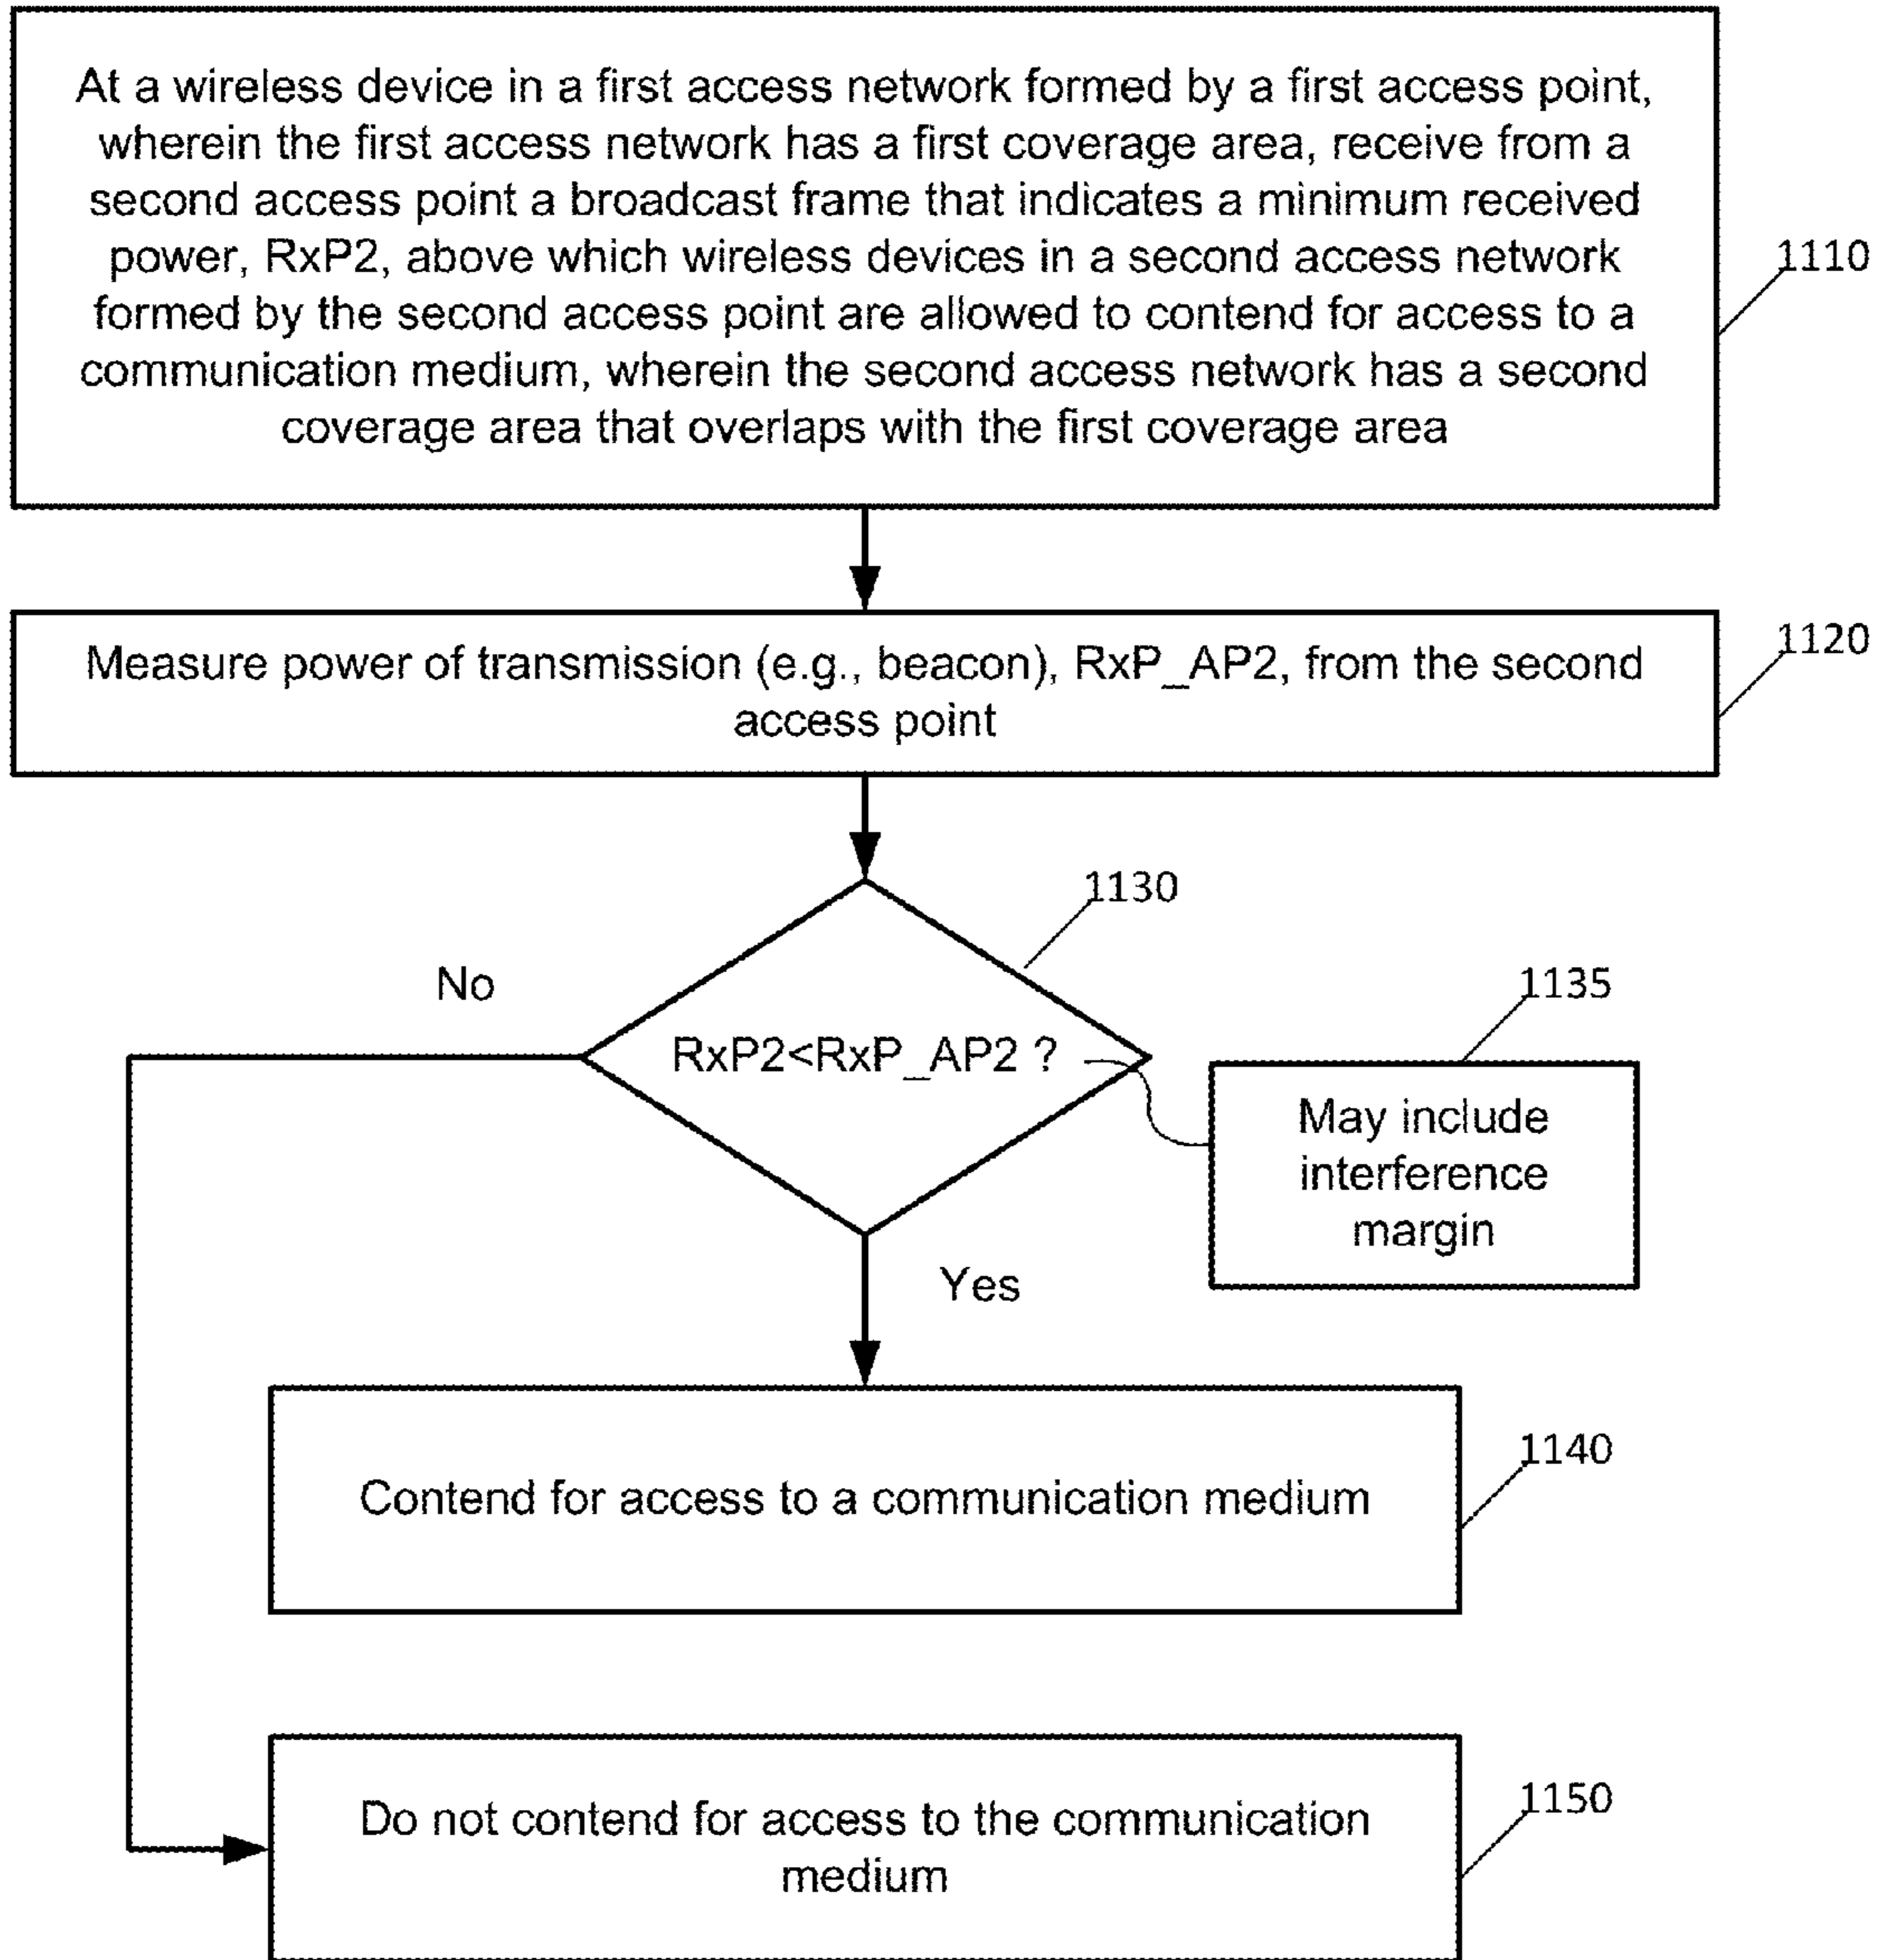 At a wireless device in a first access network formed by a first access point,
wherein the first access network has a first coverage area, receive from a
second access point a broadcast frame that indicates a minimum received
power, RxP2, above which wireless devices in a second access network
formed by the second access point are allowed to contend for access to a
communication medium, wherein the second access network has a second
coverage area that overlaps with the first coverage area
1110
Measure power of transmission (e.g., beacon), RxP_AP2, from the second
access point
1120
1130
No
RxP2<RxP_AP2 ?
1135
May include
interference
margin
Yes
Contend for access to a communication medium
1140
Do not contend for access to the communication
medium
1150